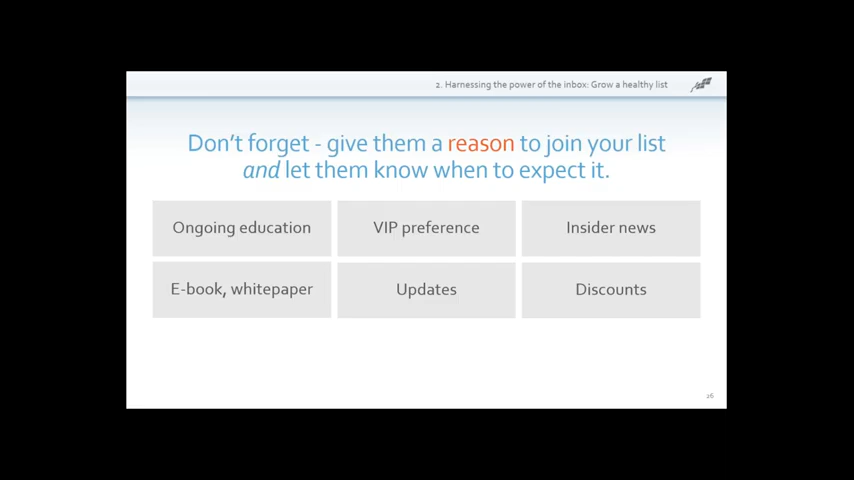 2. Harnessing the power of the inbox: Grow a healthy list
Don't forget - give them a reason to join your list
and let them know when to expect it.
Ongoing education
VIP preference
Insider news
E-book, whitepaper
Updates
Discounts
26